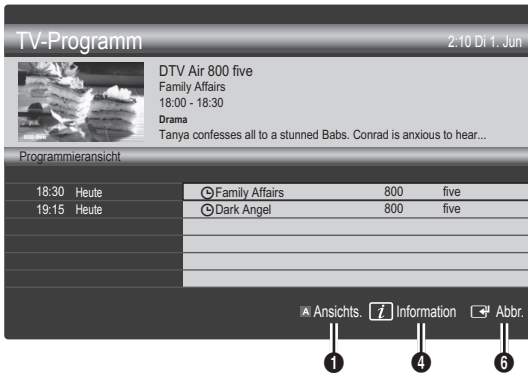 TV-Programm 2:10 Di 1. Jun
DTV Air 800 five
Family Affairs
18:00 - 18:30
Drama
Tanya confesses all to a stunned Babs. Conrad is anxious to hear...
Programmieransicht
18:30 Heute Family Affairs 800 five
19:15 Heute Dark Angel 800 five
A Ansichts. i Information Abbr.
1 4 6